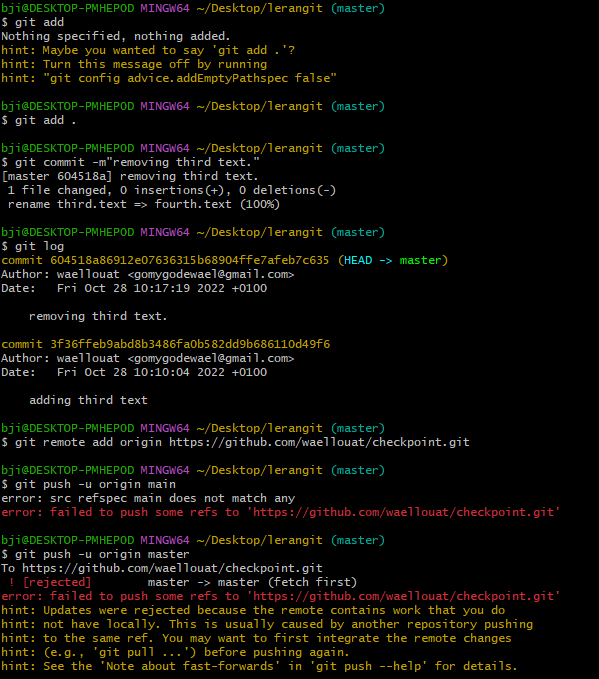 bji@DESKTOP-PMHEPOD MINGW64 ~/Desktop/lerangit (master)
$ git add
Nothing specified, nothing added.
hint: Maybe you wanted to say 'git add .'?
hint: Turn this message off by running
hint: "git config advice.addEmptyPathspec false"
bji@DESKTOP-PMHEPOD MINGW64 ~/Desktop/lerangit (master)
$ git add .
bji@DESKTOP-PMHEPOD MINGW64 ~/Desktop/lerangit (master)
$ git commit -m"removing third text."
[master 604518a] removing third text.
 1 file changed, 0 insertions(+), 0 deletions(-)
 rename third.text => fourth.text (100%)
bji@DESKTOP-PMHEPOD MINGW64 ~/Desktop/lerangit (master)
$ git log
commit 604518a86912e07636315b68904ffe7afeb7c635 (HEAD -> master)
Author: waellouat <gomygodewael@gmail.com>
Date:   Fri Oct 28 10:17:19 2022 +0100
    removing third text.
commit 3f36ffeb9abd8b3486fa0b582dd9b686110d49f6
Author: waellouat <gomygodewael@gmail.com>
Date:   Fri Oct 28 10:10:04 2022 +0100
    adding third text
bji@DESKTOP-PMHEPOD MINGW64 ~/Desktop/lerangit (master)
$ git remote add origin https://github.com/waellouat/checkpoint.git
bji@DESKTOP-PMHEPOD MINGW64 ~/Desktop/lerangit (master)
$ git push -u origin main
error: src refspec main does not match any
error: failed to push some refs to 'https://github.com/waellouat/checkpoint.git'
bji@DESKTOP-PMHEPOD MINGW64 ~/Desktop/lerangit (master)
$ git push -u origin master
To https://github.com/waellouat/checkpoint.git
 ! [rejected]        master -> master (fetch first)
error: failed to push some refs to 'https://github.com/waellouat/checkpoint.git'
hint: Updates were rejected because the remote contains work that you do
hint: not have locally. This is usually caused by another repository pushing
hint: to the same ref. You may want to first integrate the remote changes
hint: (e.g., 'git pull ...') before pushing again.
hint: See the 'Note about fast-forwards' in 'git push --help' for details.